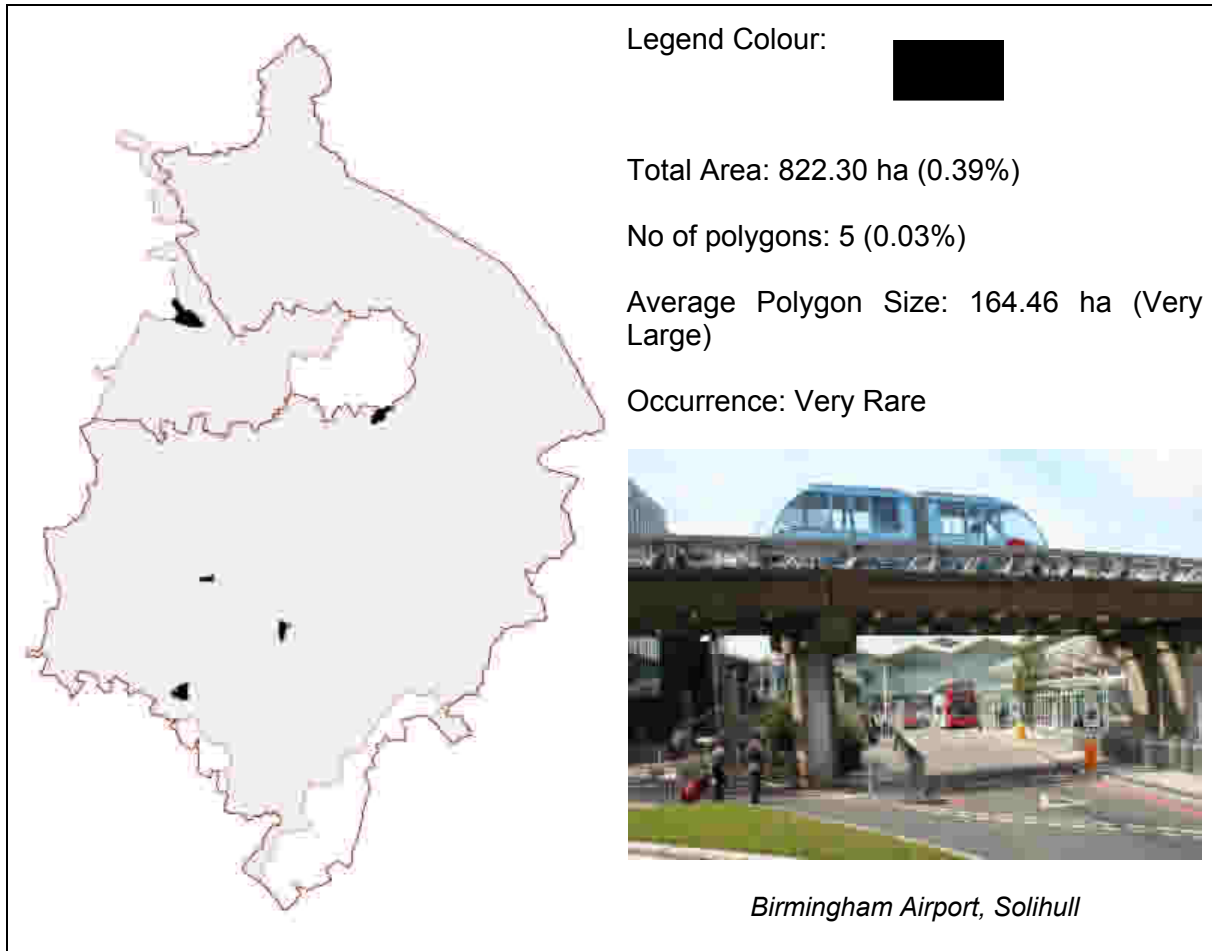 Legend Colour:
Total Area: 822.30 ha (0.39%)
No of polygons: 5 (0.03%)
Average Polygon Size: 164.46 ha (Very
Large)
Occurrence: Very Rare
Birmingham Airport, Solihull